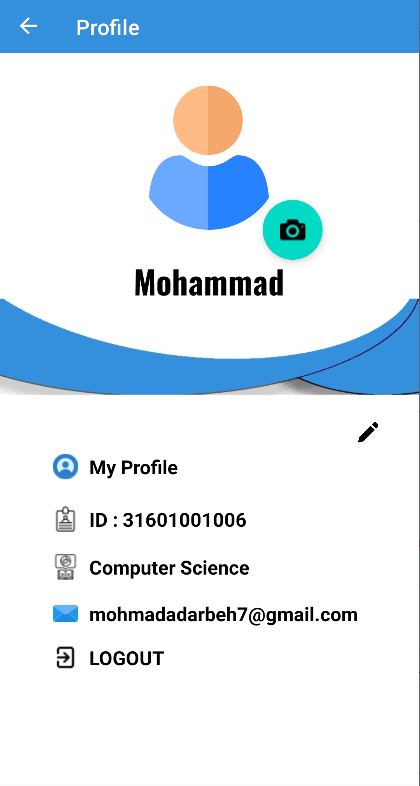 Profile
Mohammad
My Profile
ID : 31601001006
Computer Science
mohmadadarbeh7@gmail.com
LOGOUT